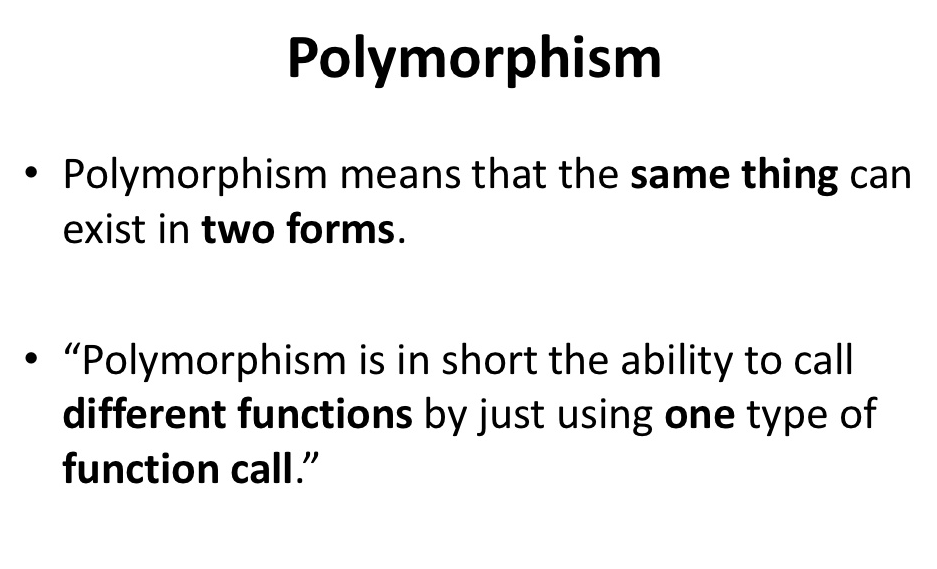 Polymorphism
• Polymorphism means that the same thing can
exist in two forms.
• “Polymorphism is in short the ability to call
different functions by just using one type of
function call.”